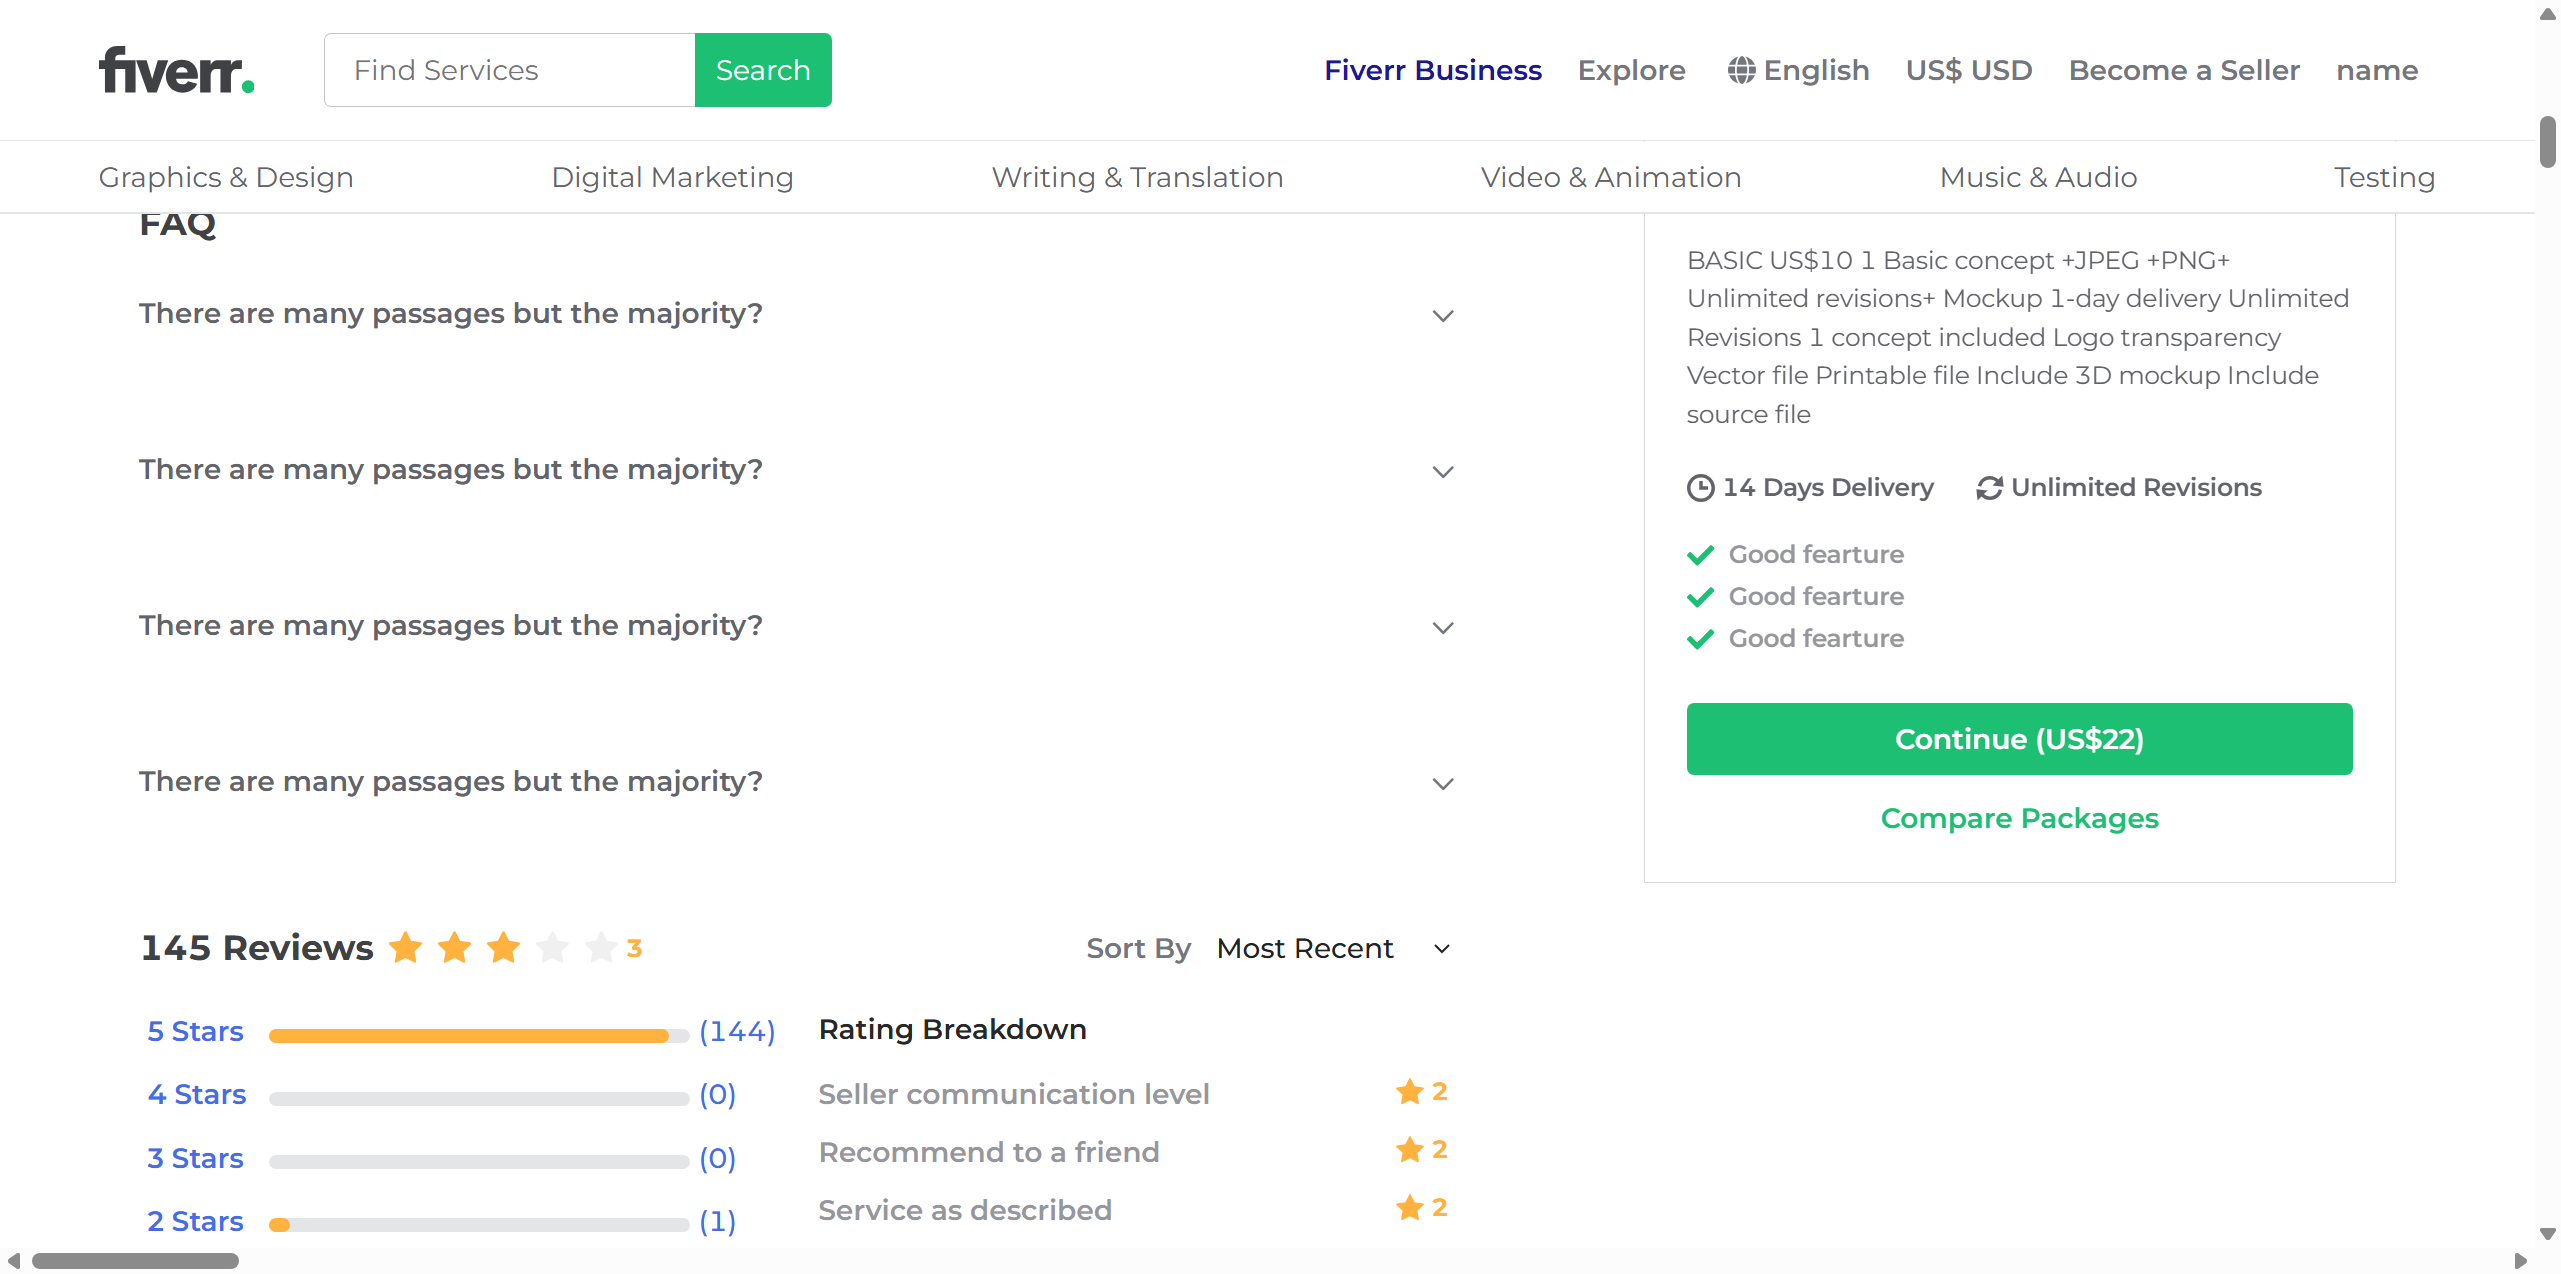 fiverr.
Find Services
Search
Fiverr Business
Explore
English
US$ USD
Become a Seller
name
Graphics & Design
Digital Marketing
Writing & Translation
Video & Animation
Music & Audio
Testing
FAQ
There are many passages but the majority?
There are many passages but the majority?
There are many passages but the majority?
There are many passages but the majority?
BASIC US$10 1 Basic concept +JPEG +PNG+
Unlimited revisions+ Mockup 1-day delivery Unlimited
Revisions 1 concept included Logo transparency
Vector file Printable file Include 3D mockup Include
source file
14 Days Delivery
Unlimited Revisions
Good fearture
Good fearture
Good fearture
Continue (US$22)
Compare Packages
145 Reviews
3
Sort By
Most Recent
5 Stars
(144)
4 Stars
(0)
3 Stars
(0)
2 Stars
(1)
Rating Breakdown
Seller communication level
2
Recommend to a friend
2
Service as described
2